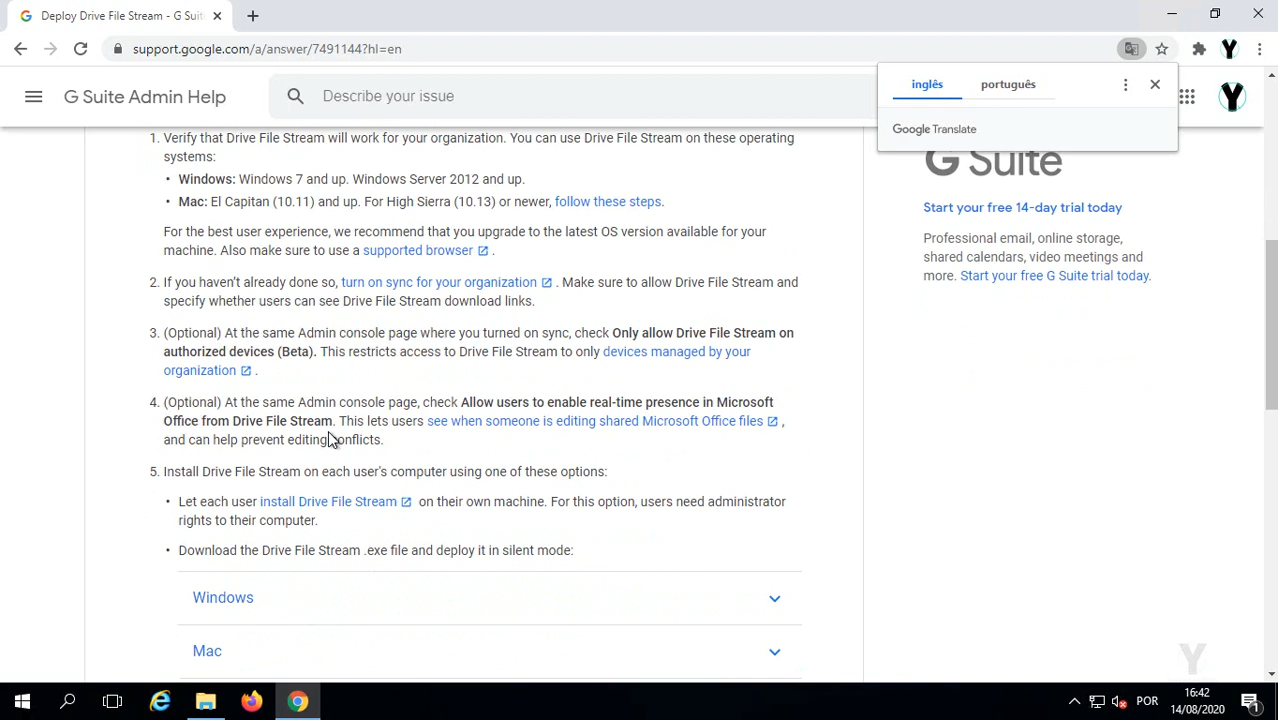 Deploy Drive File Stream - G Suit
support.google.com/a/answer/7491144?hl=en
G Suite Admin Help
Describe your issue
inglês
português
Google Translate
1. Verify that Drive File Stream will work for your organization. You can use Drive File Stream on these operating
systems:
• Windows: Windows 7 and up. Windows Server 2012 and up.
• Mac: El Capitan (10.11) and up. For High Sierra (10.13) or newer, follow these steps.
For the best user experience, we recommend that you upgrade to the latest OS version available for your
machine. Also make sure to use a supported browser .
2. If you haven't already done so, turn on sync for your organization . Make sure to allow Drive File Stream and
specify whether users can see Drive File Stream download links.
3. (Optional) At the same Admin console page where you turned on sync, check Only allow Drive File Stream on
authorized devices (Beta). This restricts access to Drive File Stream to only devices managed by your
organization .
4. (Optional) At the same Admin console page, check Allow users to enable real-time presence in Microsoft
Office from Drive File Stream. This lets users see when someone is editing shared Microsoft Office files ,
and can help prevent editing conflicts.
5. Install Drive File Stream on each user's computer using one of these options:
• Let each user install Drive File Stream on their own machine. For this option, users need administrator
rights to their computer.
• Download the Drive File Stream .exe file and deploy it in silent mode:
Windows
Mac
G Suite
Start your free 14-day trial today
Professional email, online storage,
shared calendars, video meetings and
more. Start your free G Suite trial today.
Y
POR
16:42
14/08/2020
1